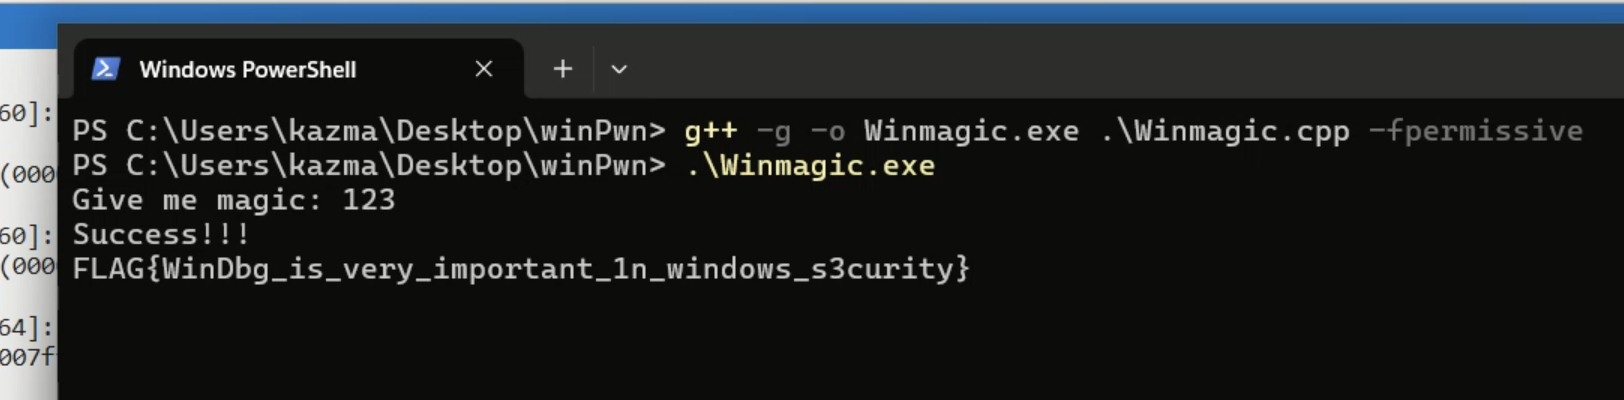 Windows PowerShell
60]:
PS C:\Users\kazma\Desktop\winPwn> g++ -g -o Winmagic.exe .\Winmagic.cpp -fpermissive
PS C:\Users\kazma\Desktop\winPwn> .\Winmagic.exe
(000
Give me magic: 123
60]:
Success!!!
(000
FLAG{WinDbg_is_very_important_1n_windows_s3curity}
64]:
007f